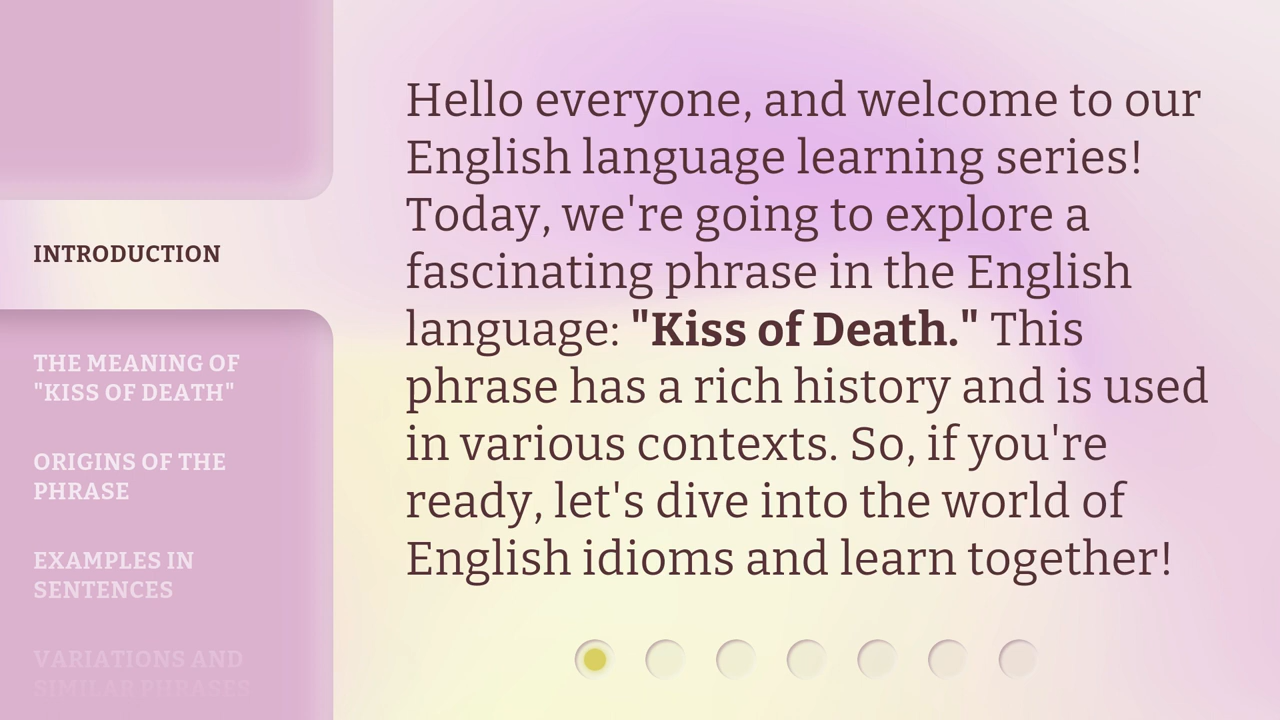 INTRODUCTION
THE MEANING OF
"KISS OF DEATH"
ORIGINS OF THE
PHRASE
EXAMPLES IN
SENTENCES
VARIATIONS AND
SIMILAR PHRASES
Hello everyone, and welcome to our
English language learning series!
Today, we're going to explore a
fascinating phrase in the English
language: "Kiss of Death." This
phrase has a rich history and is used
in various contexts. So, if you're
ready, let's dive into the world of
English idioms and learn together!